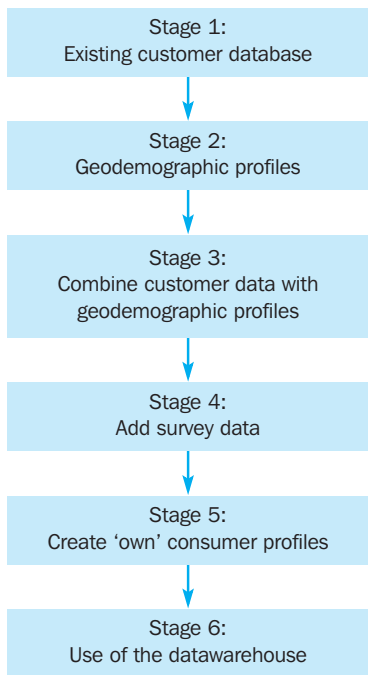 Stage 1:
Existing customer database
Stage 2:
Geodemographic profiles
Stage 3:
Combine customer data with
geodemographic profiles
Stage 4:
Add survey data
Stage 5:
Create ‘own’ consumer profiles
Stage 6:
Use of the datawarehouse